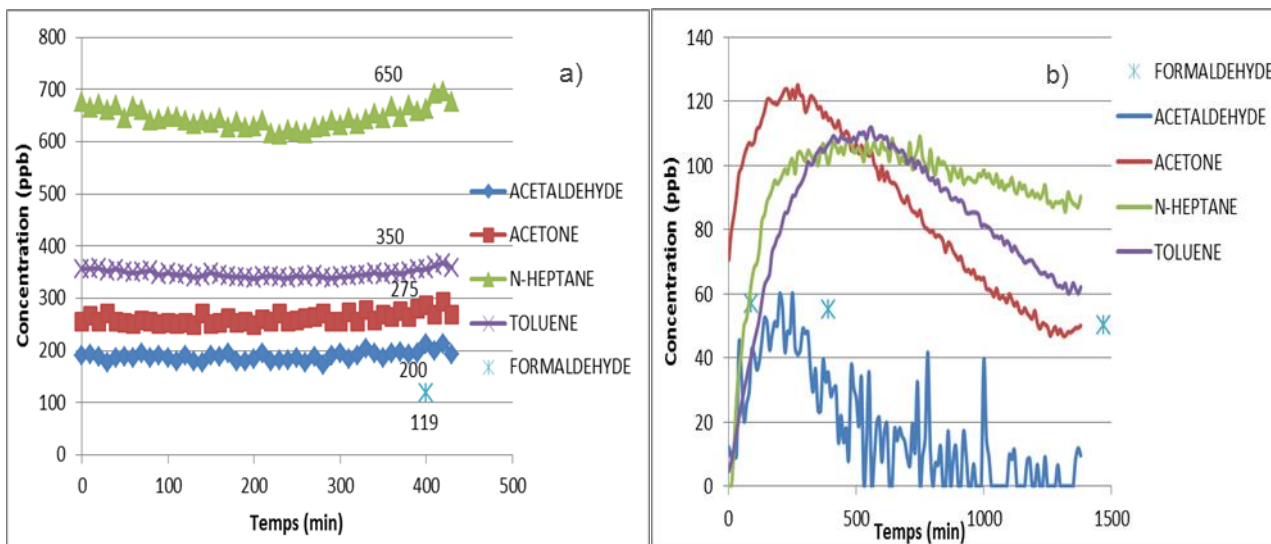 a)
Concentration (ppb)
800
700
600
500
400
300
200
100
0
650
350
275
200
119
0
100
200
300
400
500
Temps (min)
ACETALDEHYDE
ACETONE
N-HEPTANE
TOLUENE
FORMALDEHYDE
b)
Concentration (ppb)
140
120
100
80
60
40
20
0
0
500
1000
1500
Temps (min)
FORMALDEHYDE
ACETALDEHYDE
ACETONE
N-HEPTANE
TOLUENE